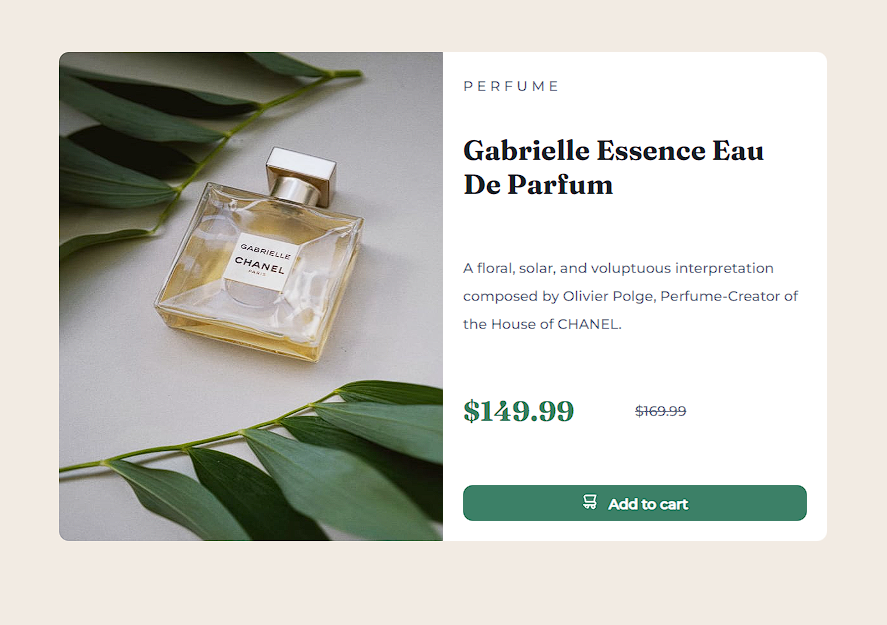 GABRIELLE
CHANEL
PARIS
PERFUME
Gabrielle Essence Eau
De Parfum
A floral, solar, and voluptuous interpretation
composed by Olivier Polge, Perfume-Creator of
the House of CHANEL.
$149.99 $169.99
Add to cart